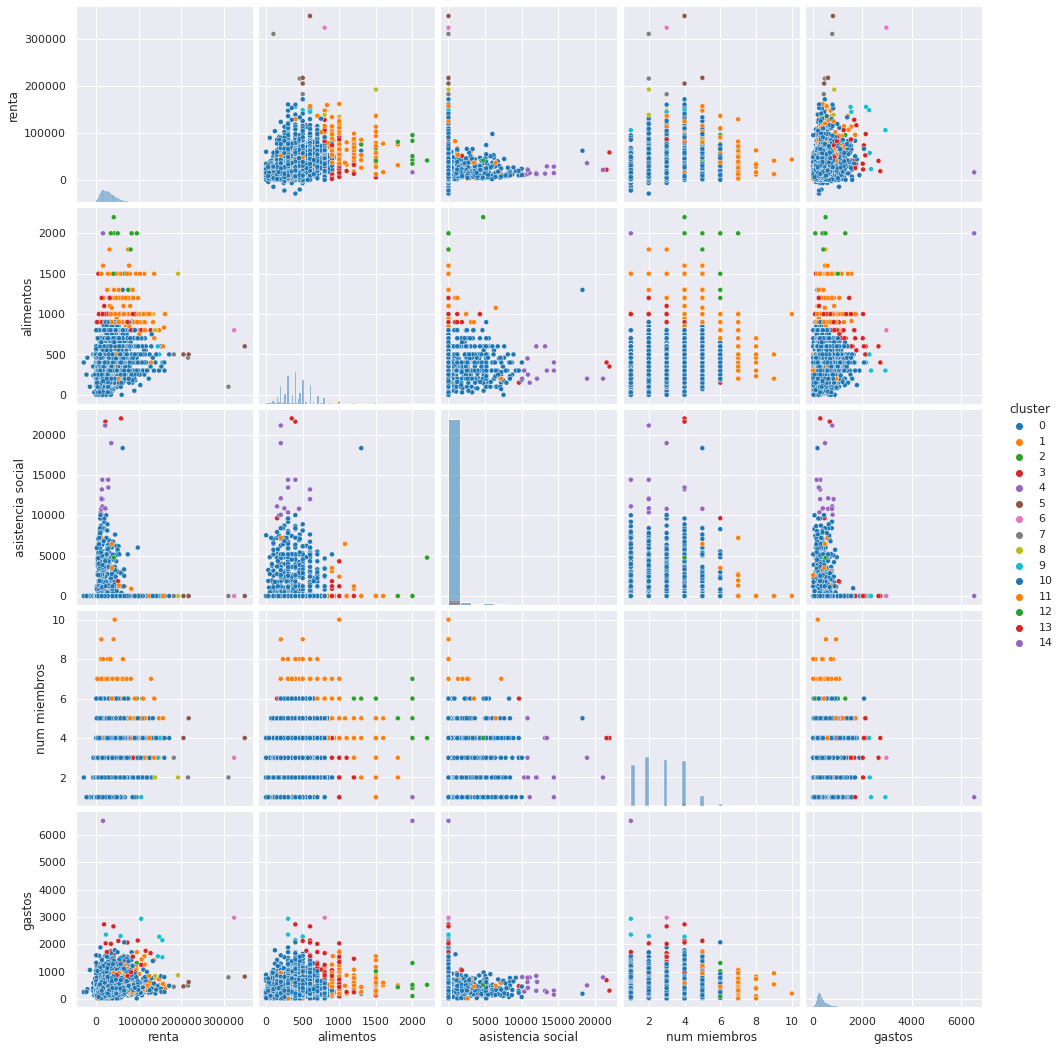 300000
200000
100000
0
renta
2000
1500
1000
500
0
alimentos
20000
15000
10000
5000
0
asistencia social
10
8
6
4
2
num miembros
6000
5000
4000
3000
2000
1000
0
gastos
0 100000 200000 300000
renta
0 500 1000 1500 2000
alimentos
0 5000 10000 15000 20000
asistencia social
2 4 6 8 10
num miembros
0 2000 4000 6000
gastos
cluster
0
1
2
3
4
5
6
7
8
9
10
11
12
13
14